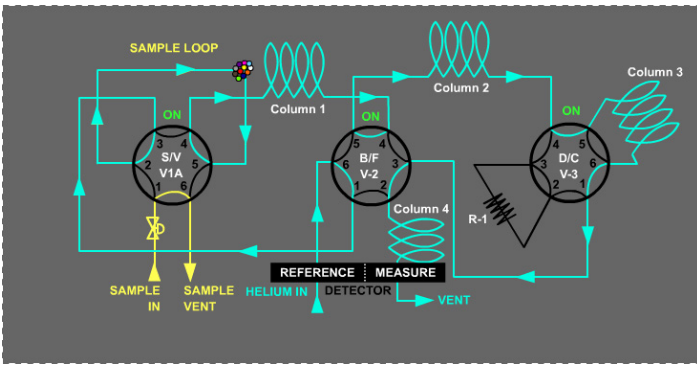 SAMPLE LOOP
Column 1
Column 2
Column 3
ON
3 4
S/V
2 5
V1A
1 6
ON
5 4
B/F
6 3
V-2
1 2
ON
4 5
D/C
3 6
V-3
2 1
R-1
Column 4
REFERENCE MEASURE
SAMPLE
IN
SAMPLE
VENT
HELIUM IN
DETECTOR
VENT